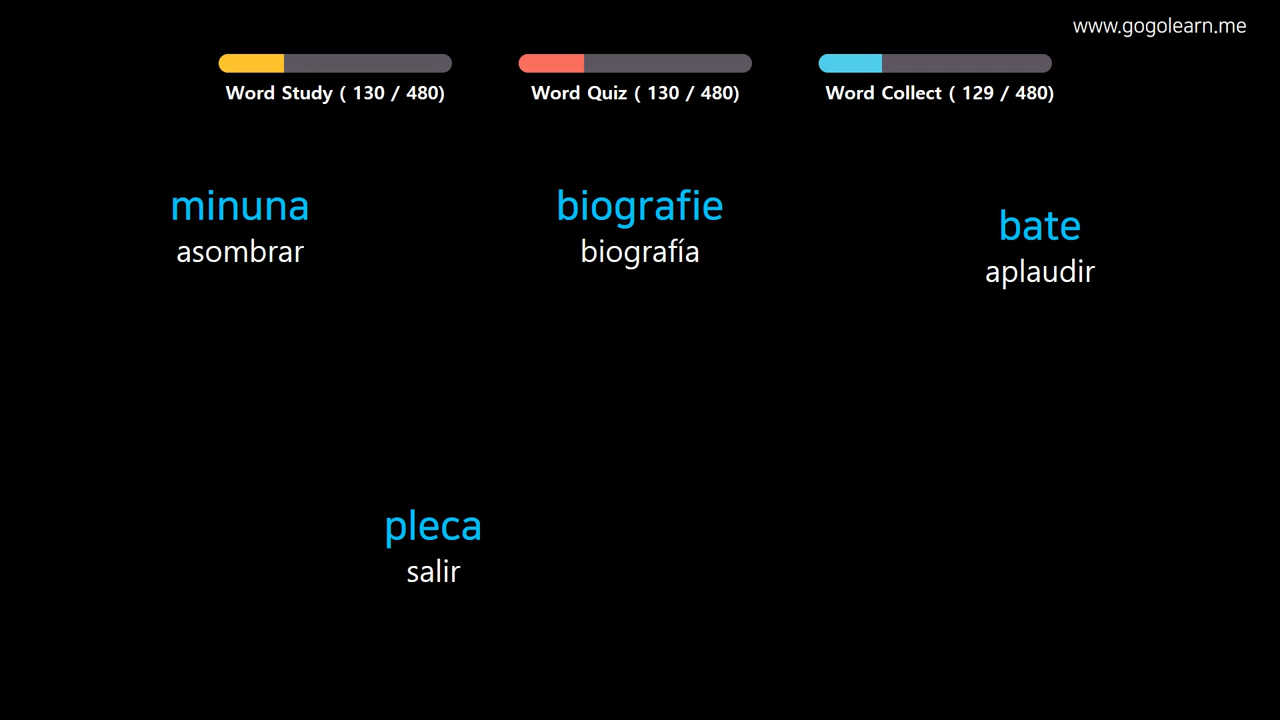 www.gogolearn.me
Word Study ( 130 / 480)
Word Quiz ( 130 / 480)
Word Collect ( 129 / 480)
minuna
asombrar
biografie
biografía
bate
aplaudir
pleca
salir